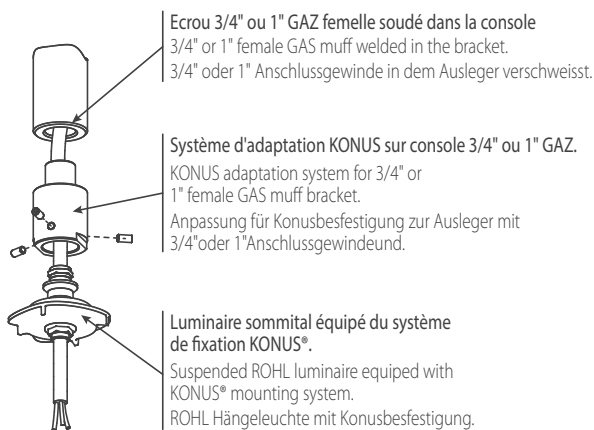 Ecrou 3/4" ou 1" GAZ femelle soudé dans la console
3/4" or 1" female GAS muff welded in the bracket.
3/4" oder 1" Anschlussgewinde in dem Ausleger verschweisst.
Système d'adaptation KONUS sur console 3/4" ou 1" GAZ.
KONUS adaptation system for 3/4" or
1" female GAS muff bracket.
Anpassung für Konusbefestigung zur Ausleger mit
3/4"oder 1"Anschlussgewindeund.
Luminaire sommital équipé du système
de fixation KONUS®.
Suspended ROHL luminaire equiped with
KONUS® mounting system.
ROHL Hängeleuchte mit Konusbefestigung.